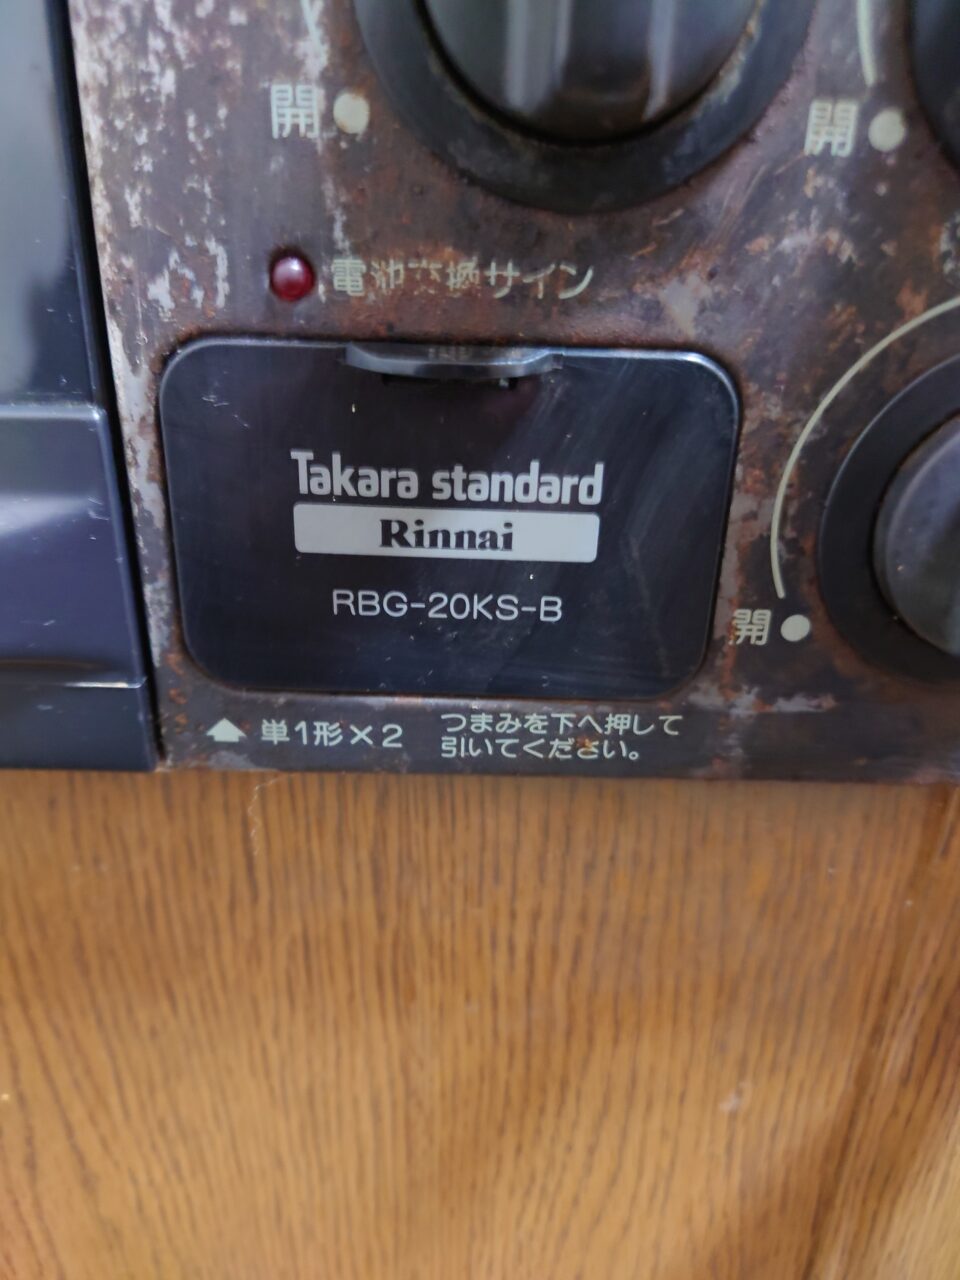 開
開
電池交換サイン
Takara standard
Rinnai
RBG-20KS-B
開
単1形×2
つまみを下へ押して
引いてください。